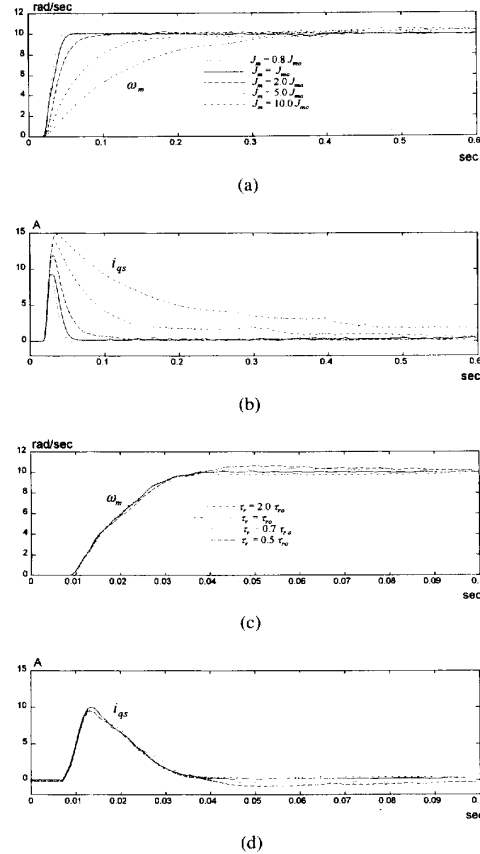 rad/sec
12
10
8
6
4
2
0
ω_m
J_m = 0.8 J_mo
J_m = J_mo
J_m = 2.0 J_mo
J_m = 5.0 J_mo
J_m = 10.0 J_mo
0 0.1 0.2 0.3 0.4 0.5 0.6
sec
(a)
A
15
10
5
0
i_qs
0 0.1 0.2 0.3 0.4 0.5 0.6
sec
(b)
rad/sec
12
10
8
6
4
2
0
ω_m
τ_r = 2.0 τ_ro
τ_r = τ_ro
τ_r = 0.7 τ_ro
τ_r = 0.5 τ_ro
0 0.01 0.02 0.03 0.04 0.05 0.06 0.07 0.08 0.09 0.
sec
(c)
A
15
10
5
0
i_qs
0 0.01 0.02 0.03 0.04 0.05 0.06 0.07 0.08 0.09 0.
sec
(d)